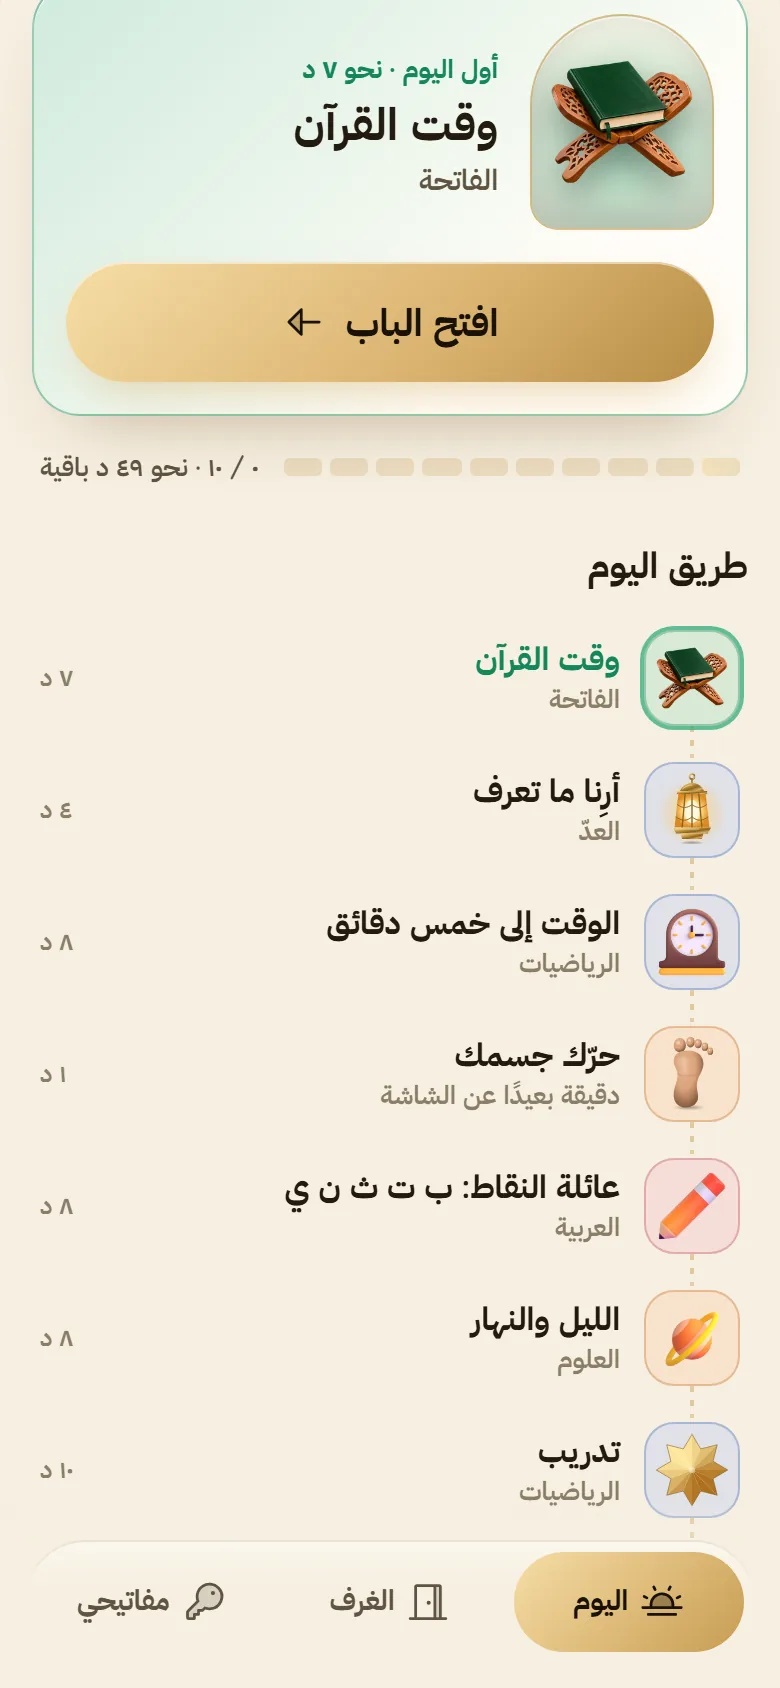 أول اليوم · نحو ٧ د
وقت القرآن
الفاتحة
افتح الباب
٠ / ١٠ · نحو ٤٩ د باقية
طريق اليوم
وقت القرآن
الفاتحة
٧ د
أرِنا ما تعرف
العدّ
٤ د
الوقت إلى خمس دقائق
الرياضيات
٨ د
حرّك جسمك
دقيقة بعيدًا عن الشاشة
١ د
عائلة النقاط: ب ت ث ن ي
العربية
٨ د
الليل والنهار
العلوم
٨ د
تدريب
الرياضيات
١٠ د
اليوم
الغرف
مفاتيحي